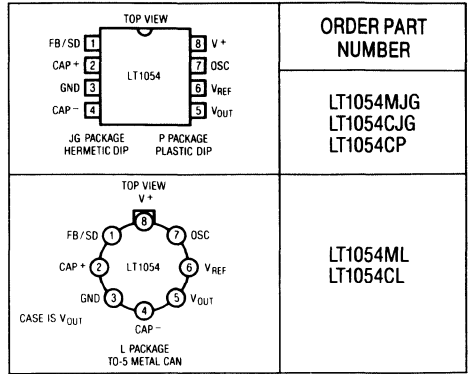 TOP VIEW
FB/SD 1 8 V+
CAP+ 2 LT1054 7 OSC
GND 3 6 VREF
CAP− 4 5 VOUT
JG PACKAGE P PACKAGE
HERMETIC DIP PLASTIC DIP
ORDER PART
NUMBER
LT1054MJG
LT1054CJG
LT1054CP
TOP VIEW
V+
8
FB/SD 1 7 OSC
CAP+ 2 LT1054 6 VREF
GND 3 5 VOUT
4
CASE IS VOUT
CAP−
L PACKAGE
TO-5 METAL CAN
LT1054ML
LT1054CL